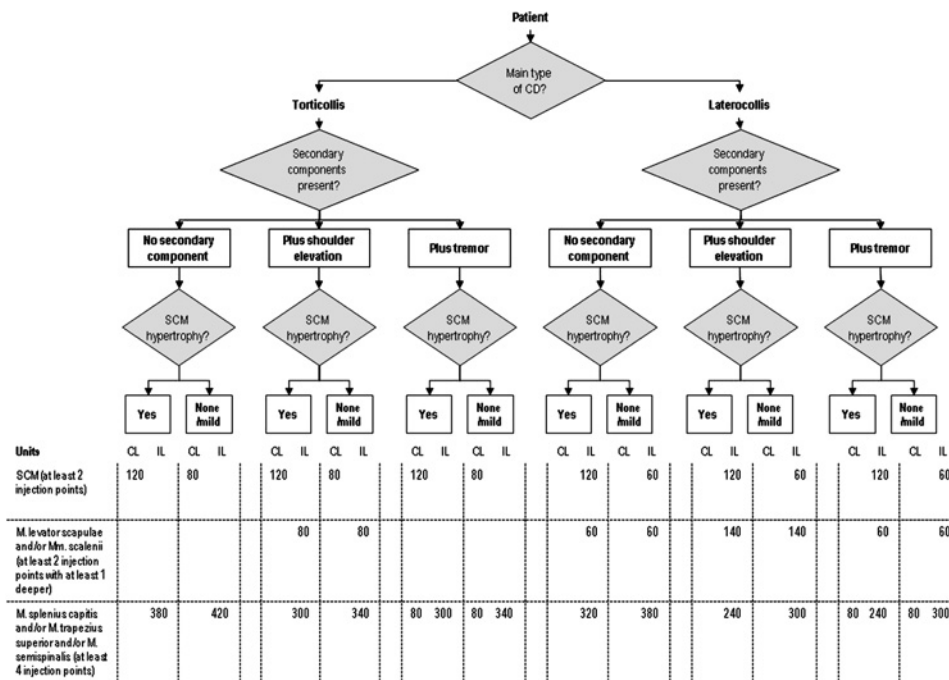 Patient
Main type
of CD?
Torticollis
Laterocollis
Secondary
components
present?
Secondary
components
present?
No secondary
component
Plus shoulder
elevation
Plus tremor
No secondary
component
Plus shoulder
elevation
Plus tremor
SCM
hypertrophy?
SCM
hypertrophy?
SCM
hypertrophy?
SCM
hypertrophy?
SCM
hypertrophy?
SCM
hypertrophy?
Yes
None
/mild
Yes
None
/mild
Yes
None
/mild
Yes
None
/mild
Yes
None
/mild
Yes
None
/mild
Units CL IL CL IL CL IL CL IL CL IL CL IL CL IL CL IL CL IL CL IL CL IL CL IL
SCM (at least 2 120 80 120 80 120 80 120 60 120 60 120 60
injection points)
M. levator scapulae 80 80 60 60 140 140 60 60
and/or Mm. scalenii
(at least 2 injection
points with at least 1
deeper)
M. splenius capitis 380 420 300 340 80 300 80 340 320 380 240 300 80 240 80 300
and/or M. trapezius
superior and/or M.
semispinalis (at least
4 injection points)